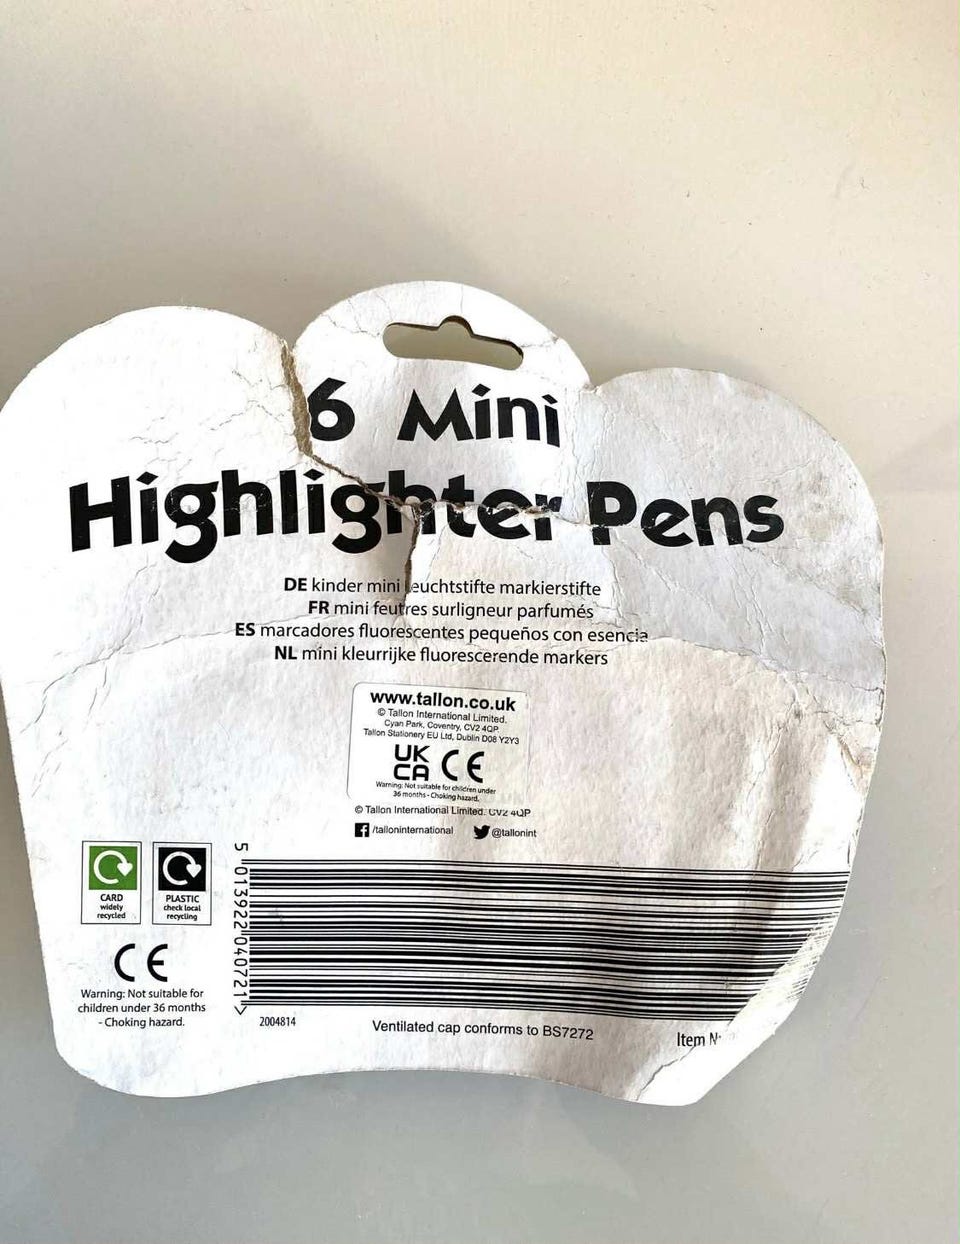 6 Mini
Highlighter Pens
DE kinder mini leuchtstifte markierstifte
FR mini feutres surligneur parfumés
ES marcadores fluorescentes pequeños con esencia
NL mini kleurrijke fluorescerende markers
www.tallon.co.uk
© Tallon International Limited.
Cyan Park, Coventry, CV2 4QP
Tallon Stationery EU Ltd, Dublin D08 Y2Y3
UK
CA CE
Warning: Not suitable for children under
36 months - Choking hazard.
© Tallon International Limited. CV2 4QP
/talloninternational @tallonint
CARD
widely
recycled
PLASTIC
check local
recycling
CE
Warning: Not suitable for
children under 36 months
- Choking hazard.
5 013922 040721 >
2004814
Ventilated cap conforms to BS7272
Item